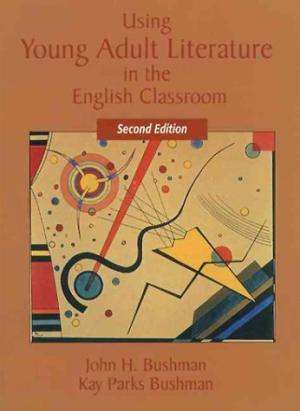 Using
Young Adult Literature
in the
English Classroom
Second Edition
John H. Bushman
Kay Parks Bushman